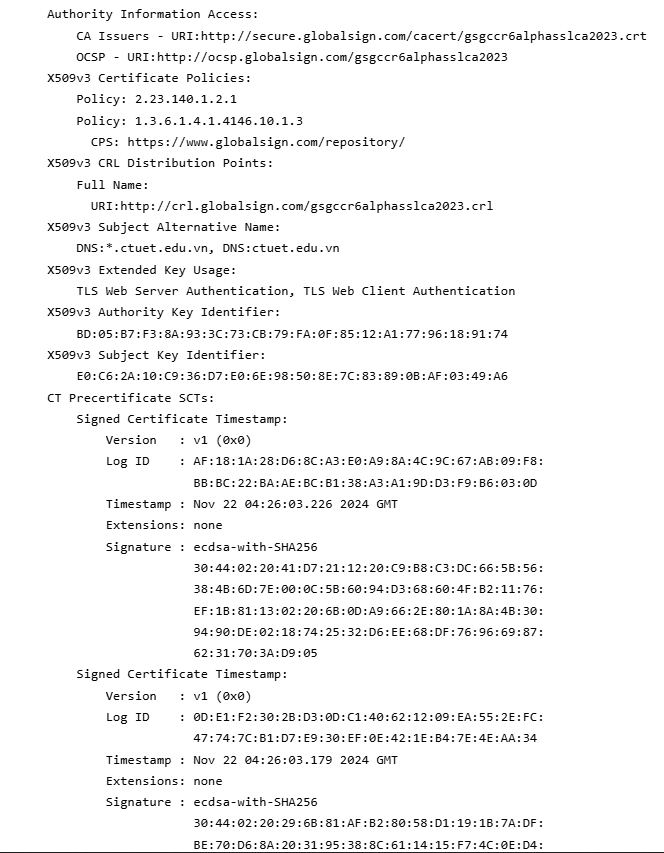 Authority Information Access:
CA Issuers - URI:http://secure.globalsign.com/cacert/gsgccr6alphasslca2023.crt
OCSP - URI:http://ocsp.globalsign.com/gsgccr6alphasslca2023
X509v3 Certificate Policies:
Policy: 2.23.140.1.2.1
Policy: 1.3.6.1.4.1.4146.10.1.3
CPS: https://www.globalsign.com/repository/
X509v3 CRL Distribution Points:
Full Name:
URI:http://crl.globalsign.com/gsgccr6alphasslca2023.crl
X509v3 Subject Alternative Name:
DNS:*.ctuet.edu.vn, DNS:ctuet.edu.vn
X509v3 Extended Key Usage:
TLS Web Server Authentication, TLS Web Client Authentication
X509v3 Authority Key Identifier:
BD:05:B7:F3:8A:93:3C:73:CB:79:FA:0F:85:12:A1:77:96:18:91:74
X509v3 Subject Key Identifier:
E0:C6:2A:10:C9:36:D7:E0:6E:98:50:8E:7C:83:89:0B:AF:03:49:A6
CT Precertificate SCTs:
Signed Certificate Timestamp:
Version   : v1 (0x0)
Log ID    : AF:18:1A:28:D6:8C:A3:E0:A9:8A:4C:9C:67:AB:09:F8:
BB:BC:22:BA:AE:BC:B1:38:A3:A1:9D:D3:F9:B6:03:0D
Timestamp : Nov 22 04:26:03.226 2024 GMT
Extensions: none
Signature : ecdsa-with-SHA256
30:44:02:20:41:D7:21:12:20:C9:B8:C3:DC:66:5B:56:
38:4B:6D:7E:00:0C:5B:60:94:D3:68:60:4F:B2:11:76:
EF:1B:81:13:02:20:6B:0D:A9:66:2E:80:1A:8A:4B:30:
94:90:DE:02:18:74:25:32:D6:EE:68:DF:76:96:69:87:
62:31:70:3A:D9:05
Signed Certificate Timestamp:
Version   : v1 (0x0)
Log ID    : 0D:E1:F2:30:2B:D3:0D:C1:40:62:12:09:EA:55:2E:FC:
47:74:7C:B1:D7:E9:30:EF:0E:42:1E:B4:7E:4E:AA:34
Timestamp : Nov 22 04:26:03.179 2024 GMT
Extensions: none
Signature : ecdsa-with-SHA256
30:44:02:20:29:6B:81:AF:B2:80:58:D1:19:1B:7A:DF:
BE:70:D6:8A:20:31:95:38:8C:61:14:15:F7:4C:0E:D4: